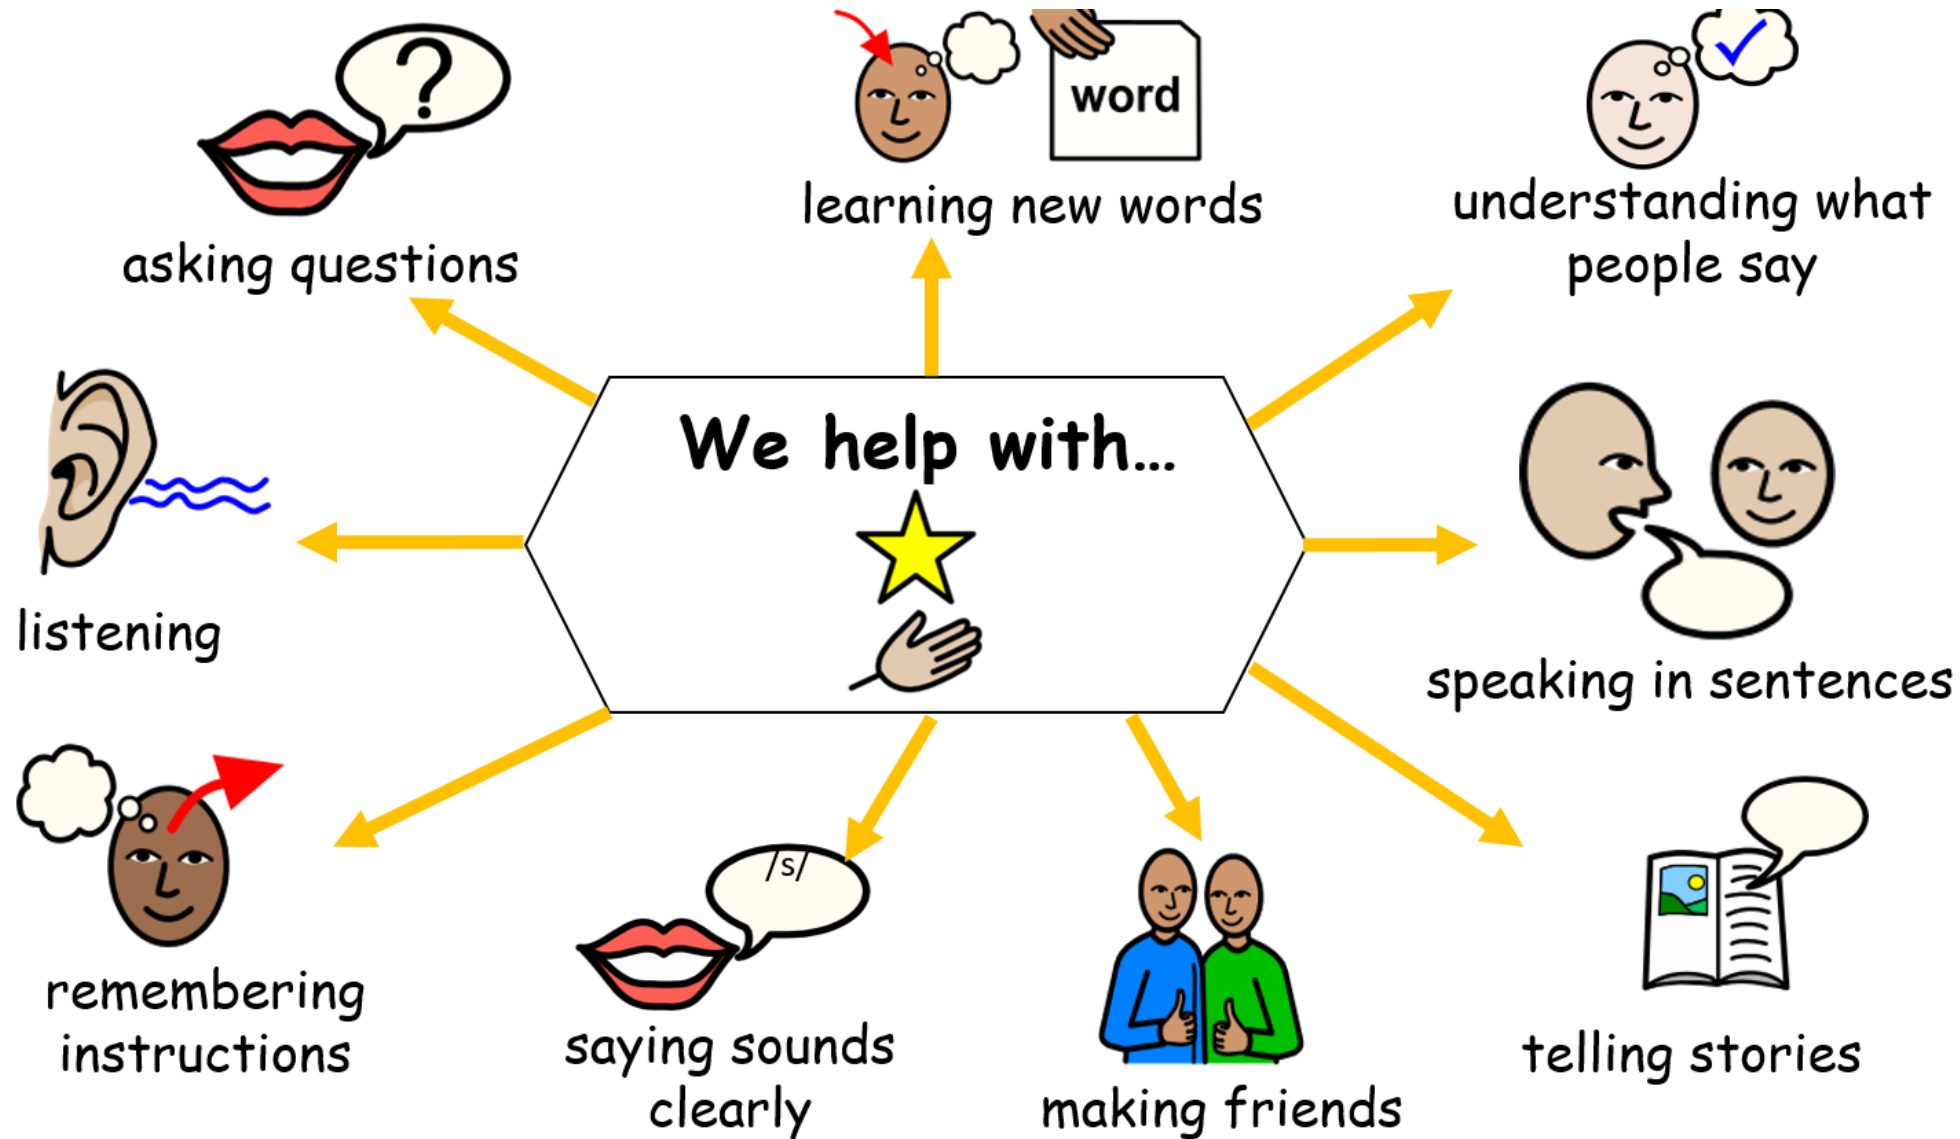 ?
word
asking questions
learning new words
understanding what
people say
We help with...
listening
speaking in sentences
remembering
instructions
/s/
saying sounds
clearly
making friends
telling stories